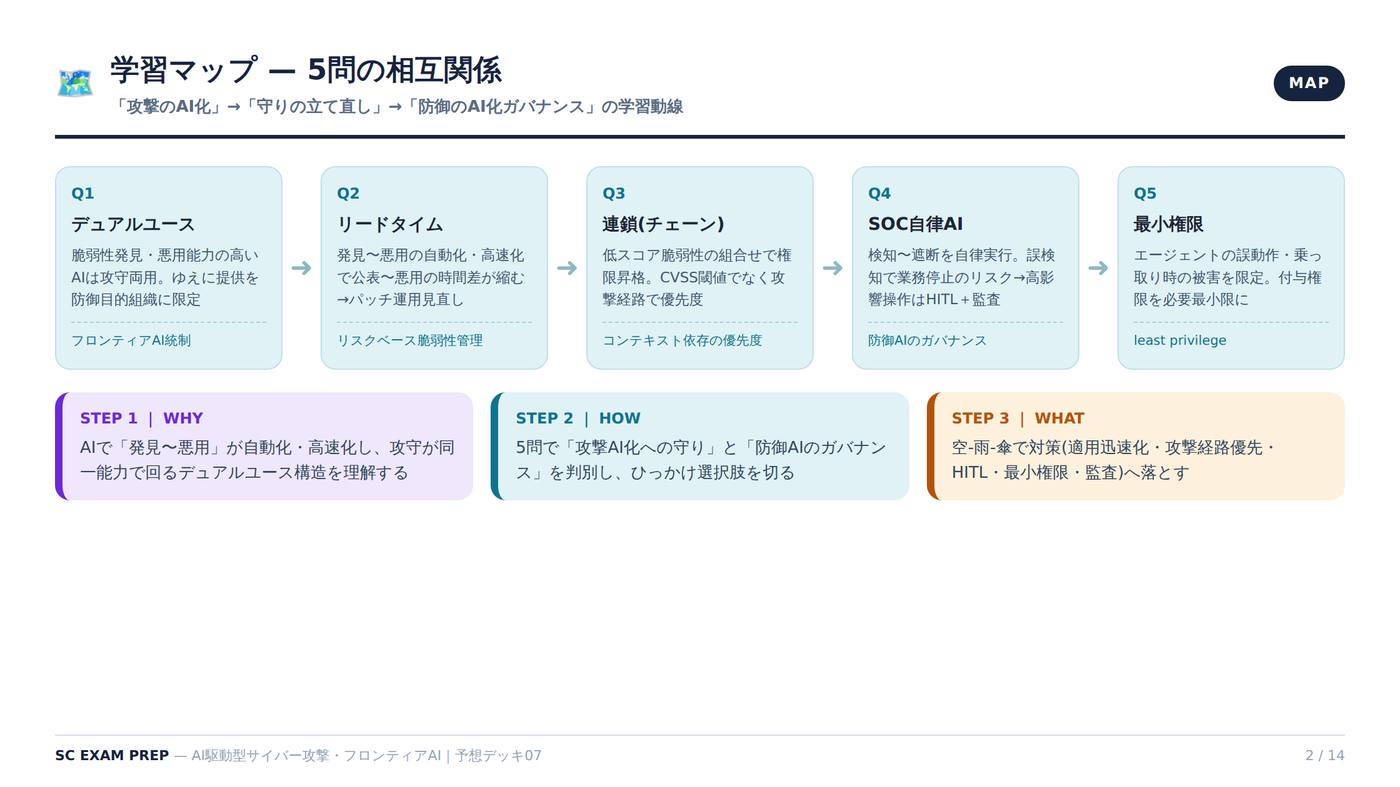 学習マップ — 5問の相互関係
「攻撃のAI化」→「守りの立て直し」→「防御のAI化ガバナンス」の学習動線
MAP
Q1
デュアルユース
脆弱性発見・悪用能力の高い
AIは攻守両用。ゆえに提供を
防御目的組織に限定
フロンティアAI統制
➜
Q2
リードタイム
発見〜悪用の自動化・高速化
で公表〜悪用の時間差が縮む
→パッチ運用見直し
リスクベース脆弱性管理
➜
Q3
連鎖(チェーン)
低スコア脆弱性の組合せで権
限昇格。CVSS閾値でなく攻
撃経路で優先度
コンテキスト依存の優先度
➜
Q4
SOC自律AI
検知〜遮断を自律実行。誤検
知で業務停止のリスク→高影
響操作はHITL＋監査
防御AIのガバナンス
➜
Q5
最小権限
エージェントの誤動作・乗っ
取り時の被害を限定。付与権
限を必要最小限に
least privilege
STEP 1｜WHY
AIで「発見〜悪用」が自動化・高速化し、攻守が同
一能力で回るデュアルユース構造を理解する
STEP 2｜HOW
5問で「攻撃AI化への守り」と「防御AIのガバナン
ス」を判別し、ひっかけ選択肢を切る
STEP 3｜WHAT
空-雨-傘で対策(適用迅速化・攻撃経路優先・
HITL・最小権限・監査)へ落とす
SC EXAM PREP — AI駆動型サイバー攻撃・フロンティアAI｜予想デッキ07
2 / 14